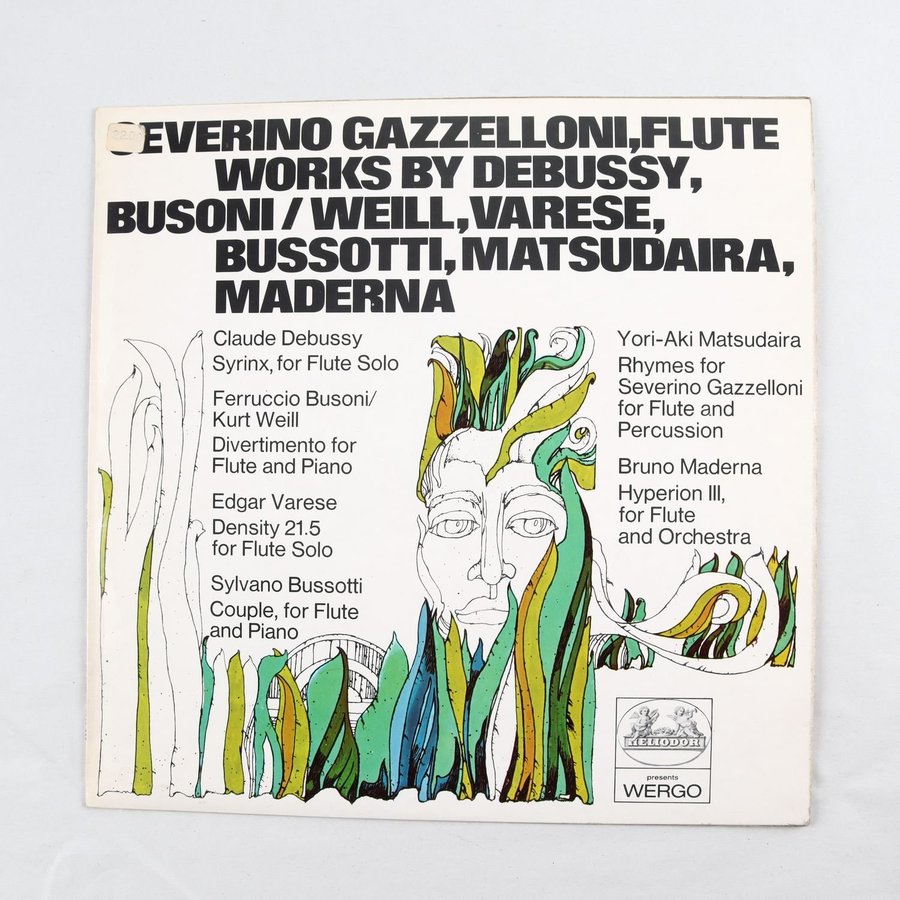 SEVERINO GAZZELLONI, FLUTE
WORKS BY DEBUSSY,
BUSONI / WEILL, VARESE,
BUSSOTTI, MATSUDAIRA,
MADERNA
Claude Debussy
Syrinx, for Flute Solo
Ferruccio Busoni/
Kurt Weill
Divertimento for
Flute and Piano
Edgar Varese
Density 21.5
for Flute Solo
Sylvano Bussotti
Couple, for Flute
and Piano
Yori-Aki Matsudaira
Rhymes for
Severino Gazzelloni
for Flute and
Percussion
Bruno Maderna
Hyperion III,
for Flute
and Orchestra
HELIODOR
presents
WERGO